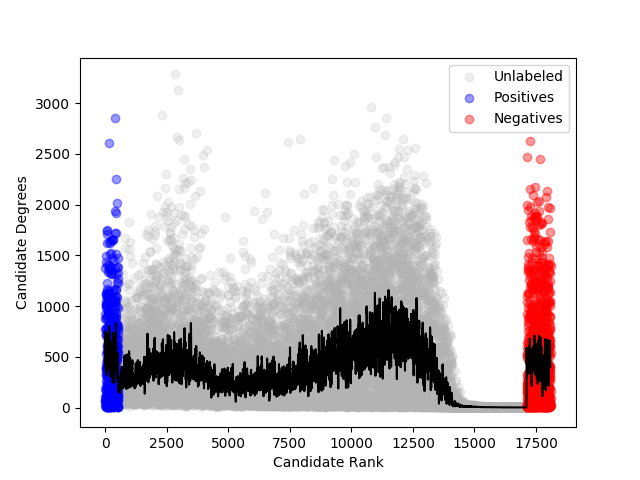 Unlabeled
Positives
Negatives
3000
2500
2000
1500
1000
500
0
Candidate Degrees
0 2500 5000 7500 10000 12500 15000 17500
Candidate Rank